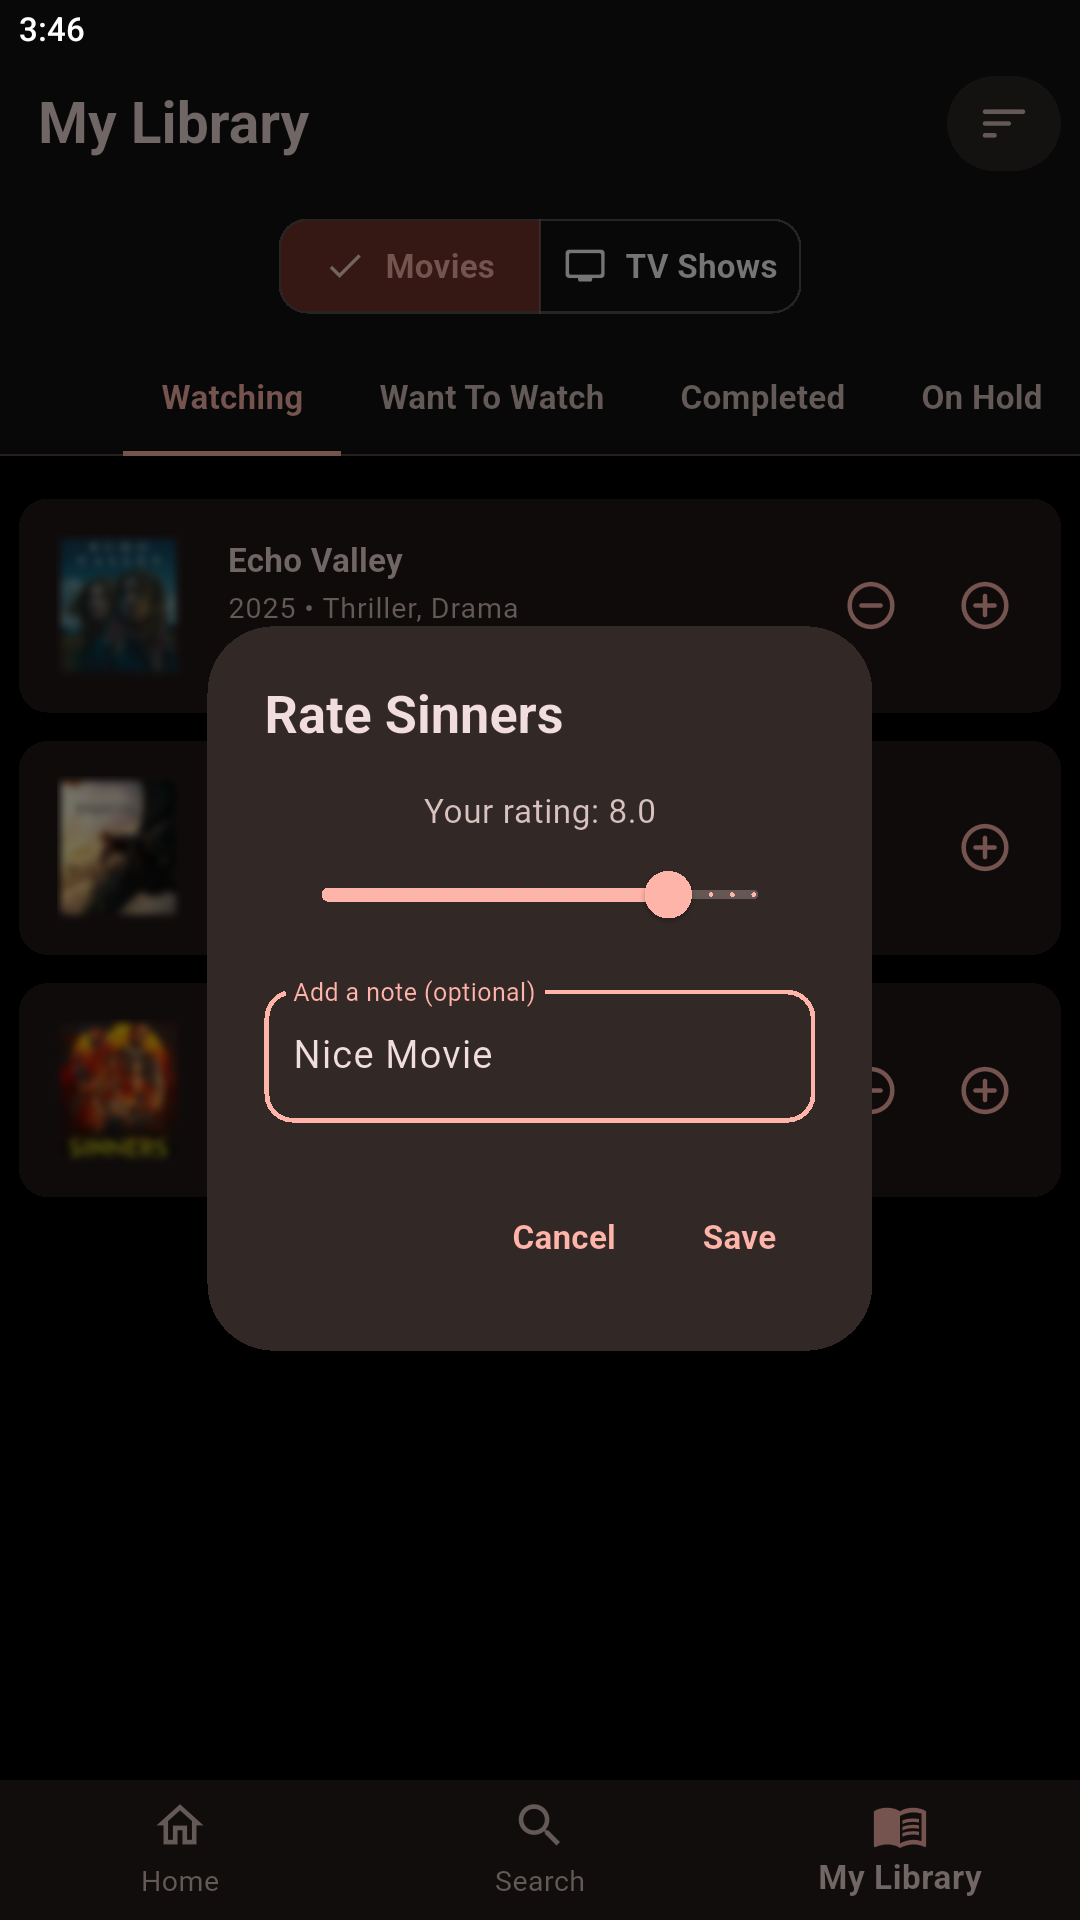 3:46
My Library
Movies
TV Shows
Watching
Want To Watch
Completed
On Hold
Echo Valley
2025 • Thriller, Drama
Rate Sinners
Your rating: 8.0
Add a note (optional)
Nice Movie
Cancel
Save
SINNERS
Home
Search
My Library